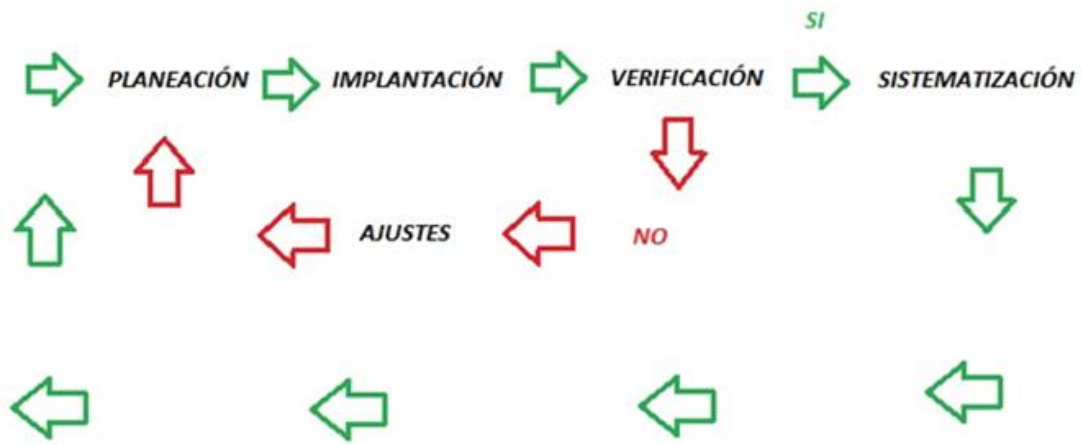 SI
PLANEACIÓN IMPLANTACIÓN VERIFICACIÓN SISTEMATIZACIÓN
AJUSTES NO